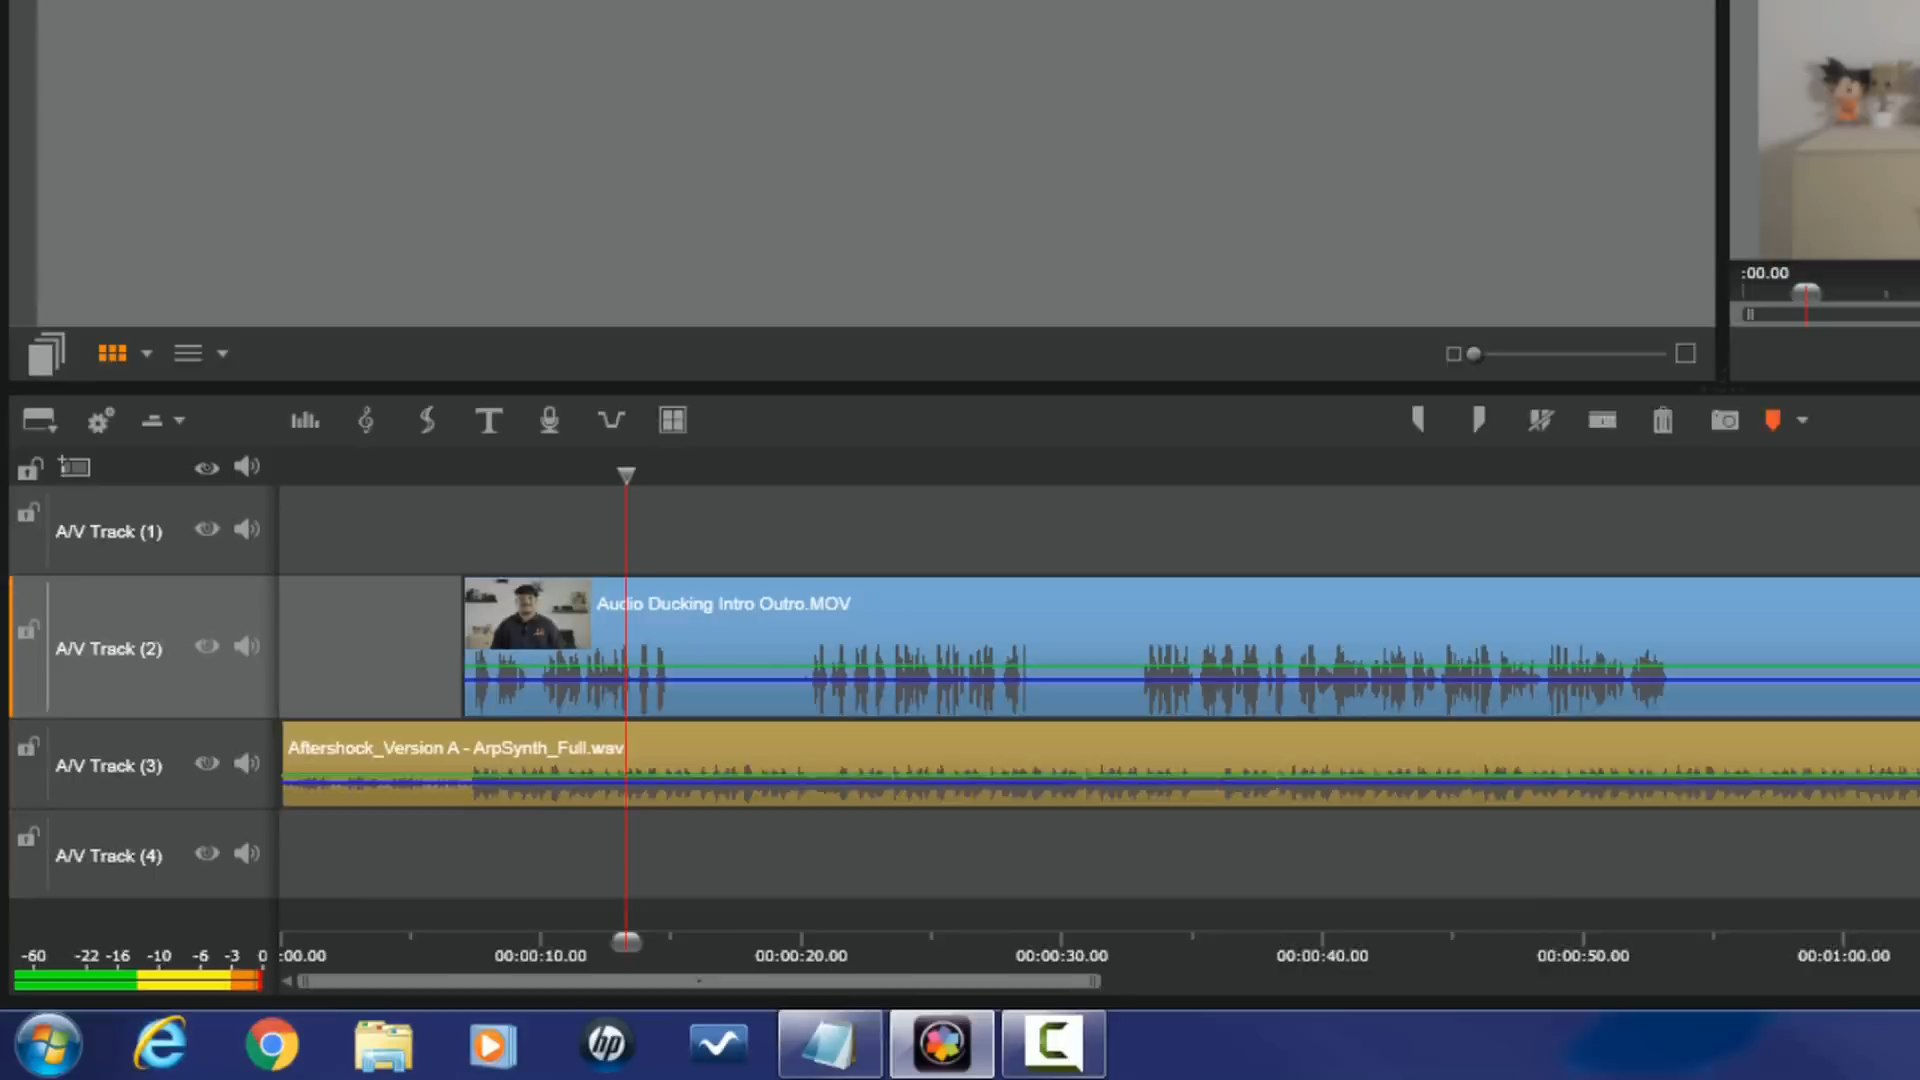 :00.00
A/V Track (1)
A/V Track (2)
Audio Ducking Intro Outro.MOV
A/V Track (3)
Aftershock_Version A - ArpSynth_Full.wav
A/V Track (4)
-60 -22 -16 -10 -6 -3 0
:00.00 00:00:10.00 00:00:20.00 00:00:30.00 00:00:40.00 00:00:50.00 00:01:00.00
hp
C